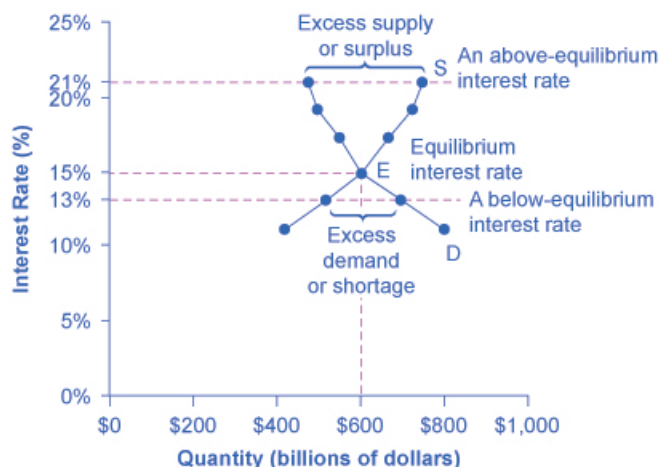 25%
Excess supply
or surplus
S
An above-equilibrium
interest rate
21%
20%
15%
E
Equilibrium
interest rate
13%
A below-equilibrium
interest rate
Excess
demand
or shortage
D
10%
5%
0%
$0
$200
$400
$600
$800
$1,000
Interest Rate (%)
Quantity (billions of dollars)